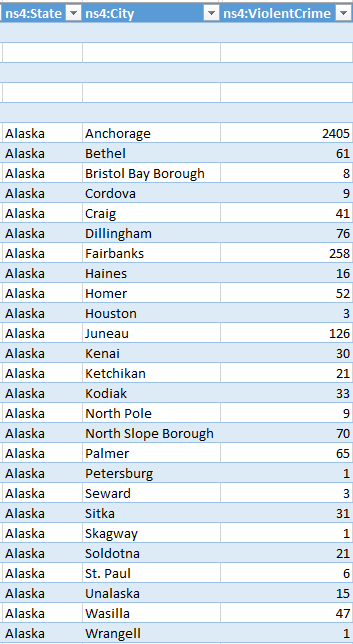 ns4:State ns4:City ns4:ViolentCrime
Alaska Anchorage 2405
Alaska Bethel 61
Alaska Bristol Bay Borough 8
Alaska Cordova 9
Alaska Craig 41
Alaska Dillingham 76
Alaska Fairbanks 258
Alaska Haines 16
Alaska Homer 52
Alaska Houston 3
Alaska Juneau 126
Alaska Kenai 30
Alaska Ketchikan 21
Alaska Kodiak 33
Alaska North Pole 9
Alaska North Slope Borough 70
Alaska Palmer 65
Alaska Petersburg 1
Alaska Seward 3
Alaska Sitka 31
Alaska Skagway 1
Alaska Soldotna 21
Alaska St. Paul 6
Alaska Unalaska 15
Alaska Wasilla 47
Alaska Wrangell 1